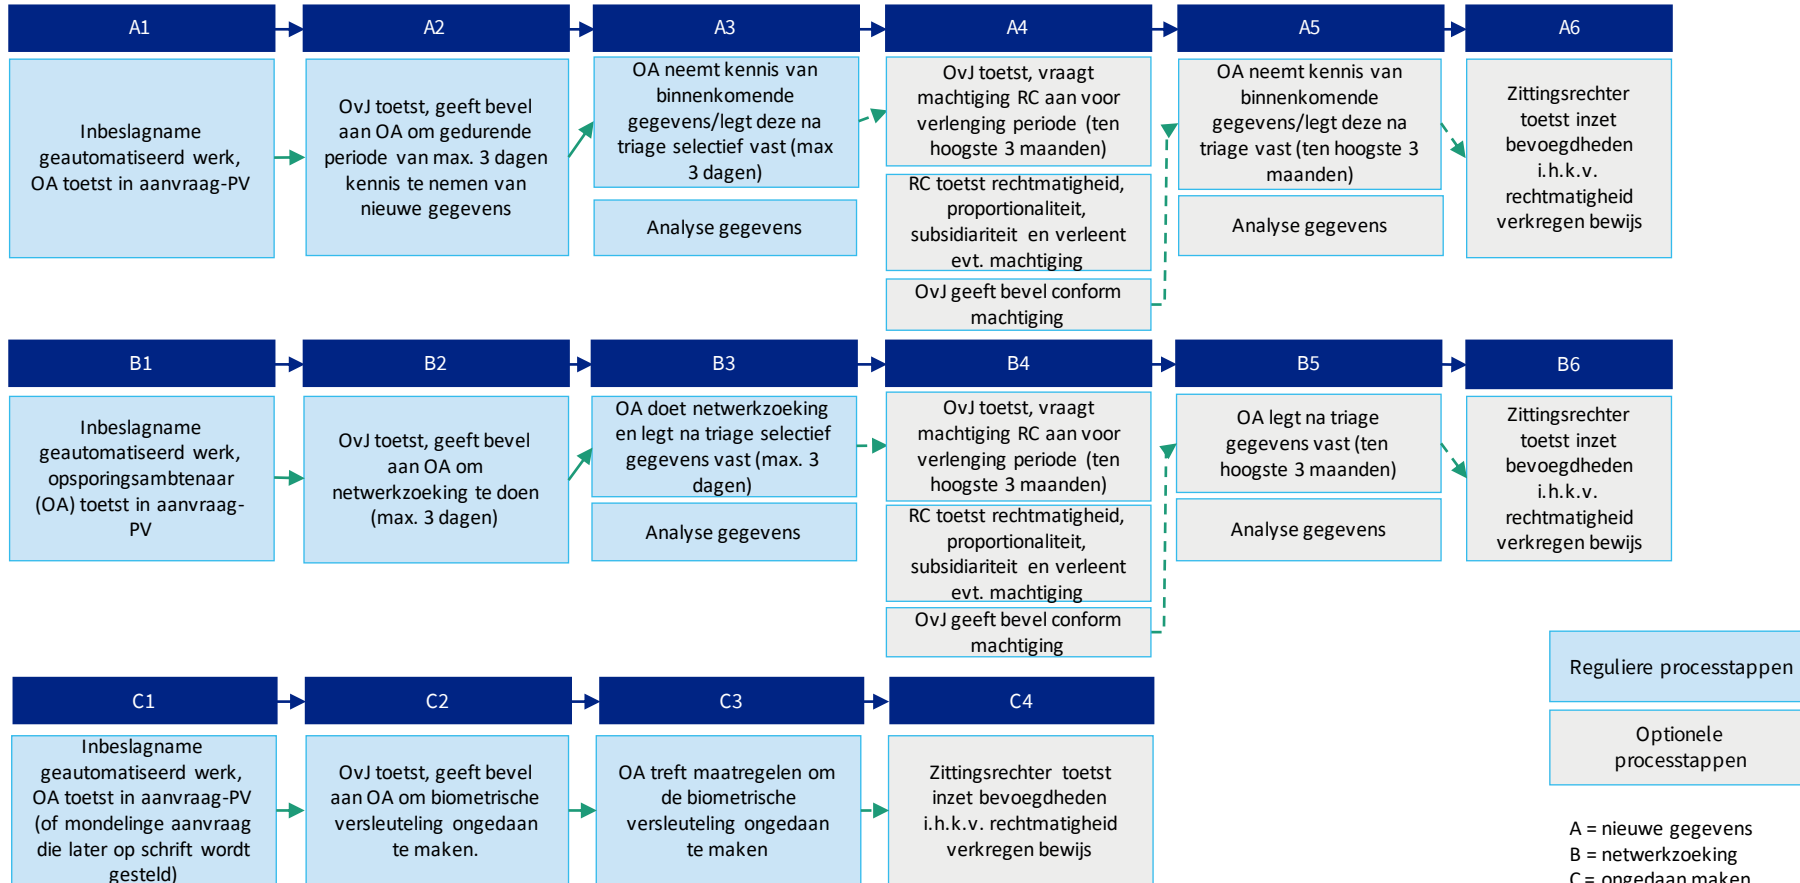 A1
A2
A3
A4
A5
A6
Inbeslagname
geautomatiseerd werk,
OA toetst in aanvraag-PV
OvJ toetst, geeft bevel
aan OA om gedurende
periode van max. 3 dagen
kennis te nemen van
nieuwe gegevens
OA neemt kennis van
binnenkomende
gegevens/legt deze na
triage selectief vast (max
3 dagen)
Analyse gegevens
OvJ toetst, vraagt
machtiging RC aan voor
verlenging periode (ten
hoogste 3 maanden)
RC toetst rechtmatigheid,
proportionaliteit,
subsidiariteit en verleent
evt. machtiging
OvJ geeft bevel conform
machtiging
OA neemt kennis van
binnenkomende
gegevens/legt deze na
triage vast (ten hoogste 3
maanden)
Analyse gegevens
Zittingsrechter
toetst inzet
bevoegdheden
i.h.k.v.
rechtmatigheid
verkregen bewijs
B1
B2
B3
B4
B5
B6
Inbeslagname
geautomatiseerd werk,
opsporingsambtenaar
(OA) toetst in aanvraag-
PV
OvJ toetst, geeft bevel
aan OA om
netwerkzoeking te doen
(max. 3 dagen)
OA doet netwerkzoeking
en legt na triage selectief
gegevens vast (max. 3
dagen)
Analyse gegevens
OvJ toetst, vraagt
machtiging RC aan voor
verlenging periode (ten
hoogste 3 maanden)
RC toetst rechtmatigheid,
proportionaliteit,
subsidiariteit en verleent
evt. machtiging
OvJ geeft bevel conform
machtiging
OA legt na triage
gegevens vast (ten
hoogste 3 maanden)
Analyse gegevens
Zittingsrechter
toetst inzet
bevoegdheden
i.h.k.v.
rechtmatigheid
verkregen bewijs
C1
C2
C3
C4
Inbeslagname
geautomatiseerd werk,
OA toetst in aanvraag-PV
(of mondelinge aanvraag
die later op schrift wordt
gesteld)
OvJ toetst, geeft bevel
aan OA om biometrische
versleuteling ongedaan
te maken.
OA treft maatregelen om
de biometrische
versleuteling ongedaan
te maken
Zittingsrechter toetst
inzet bevoegdheden
i.h.k.v. rechtmatigheid
verkregen bewijs
Reguliere processtappen
Optionele
processtappen
A = nieuwe gegevens
B = netwerkzoeking
C = ongedaan maken